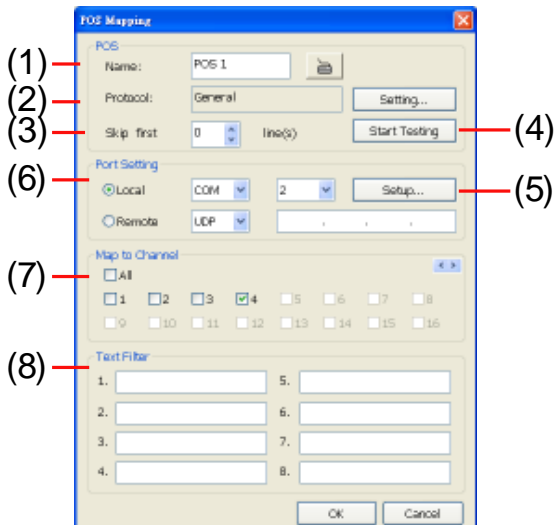 POS Mapping
POS
(1) Name: POS 1
(2) Protocol: General Setting...
(3) Skip first 0 line(s) Start Testing (4)
Port Setting
(6) Local COM 2 Setup... (5)
Remote UDP . . .
Map to Channel
(7) All
1 2 3 4 5 6 7 8
9 10 11 12 13 14 15 16
Text Filter
(8) 1. 5.
2. 6.
3. 7.
4. 8.
OK Cancel